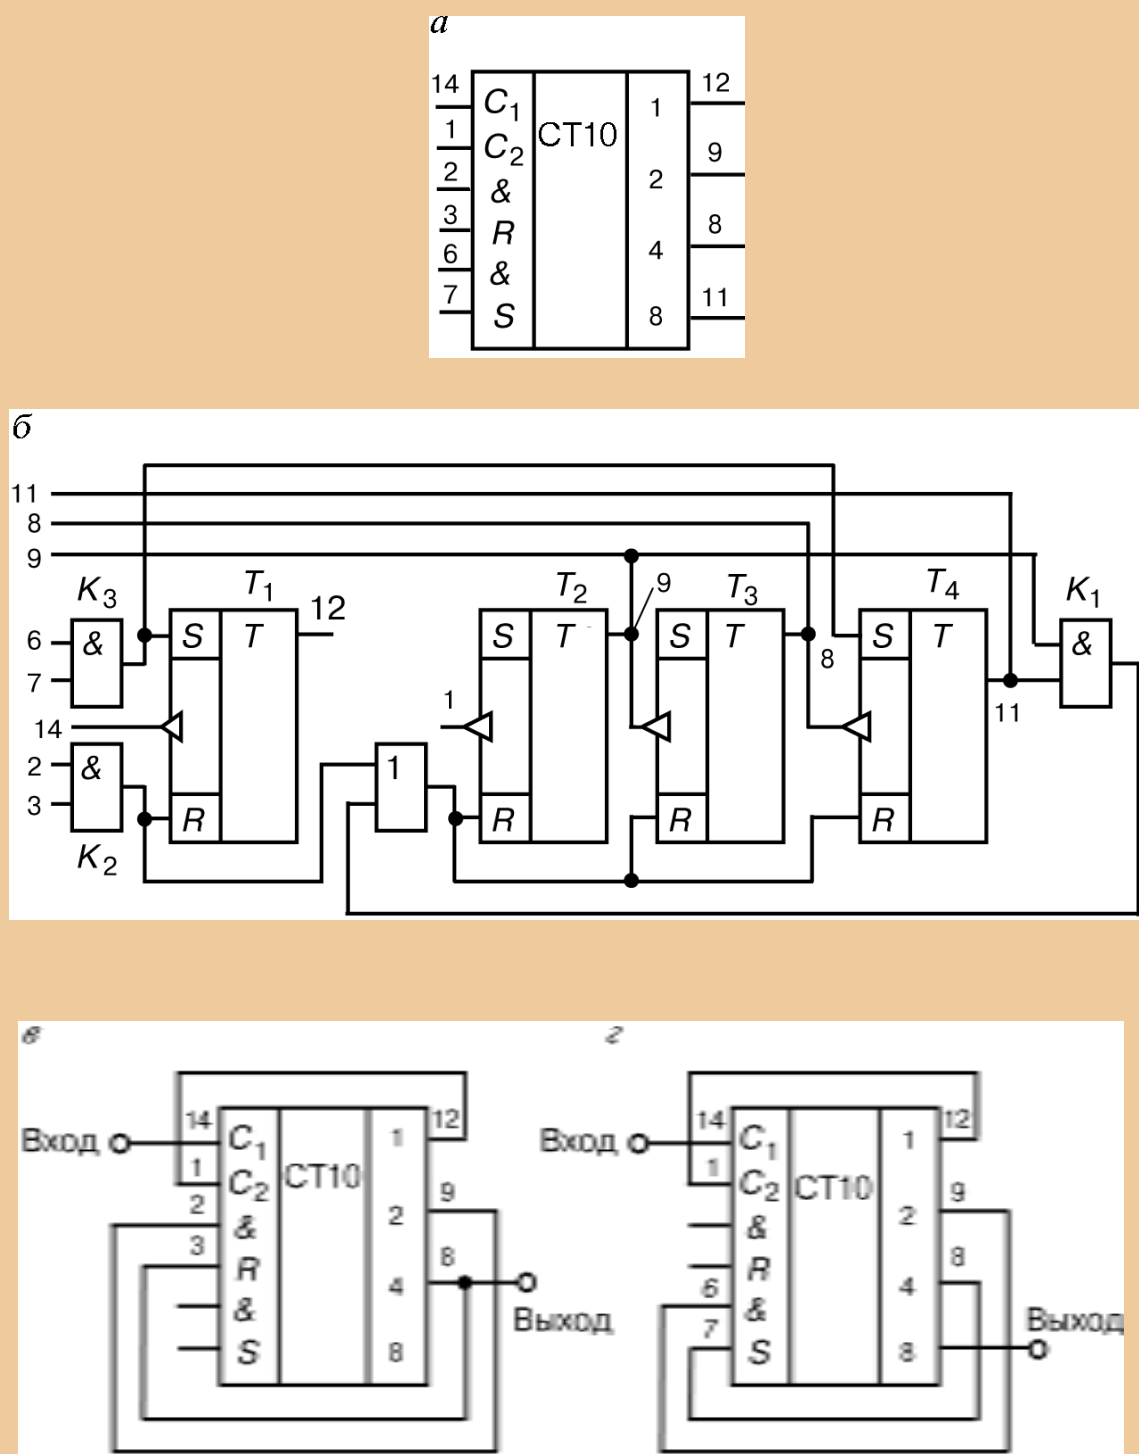 а
14 C1 СТ10 1 12
1 C2
2 & 2 9
3 R
6 & 4 8
7 S 8 11
б
11
8
9
K3 T1 12 T2 9 T3 T4 K1
6 & S T S T S T S T &
7 8
14 1 11
2 & 1
3 R R R R
K2
в г
Вход 14 C1 СТ10 1 12 Вход 14 C1 СТ10 1 12
1 C2 1 C2
2 & 2 9 & 2 9
3 R 4 8 R 4 8
& Выход 6 & Выход
S 8 7 S 8